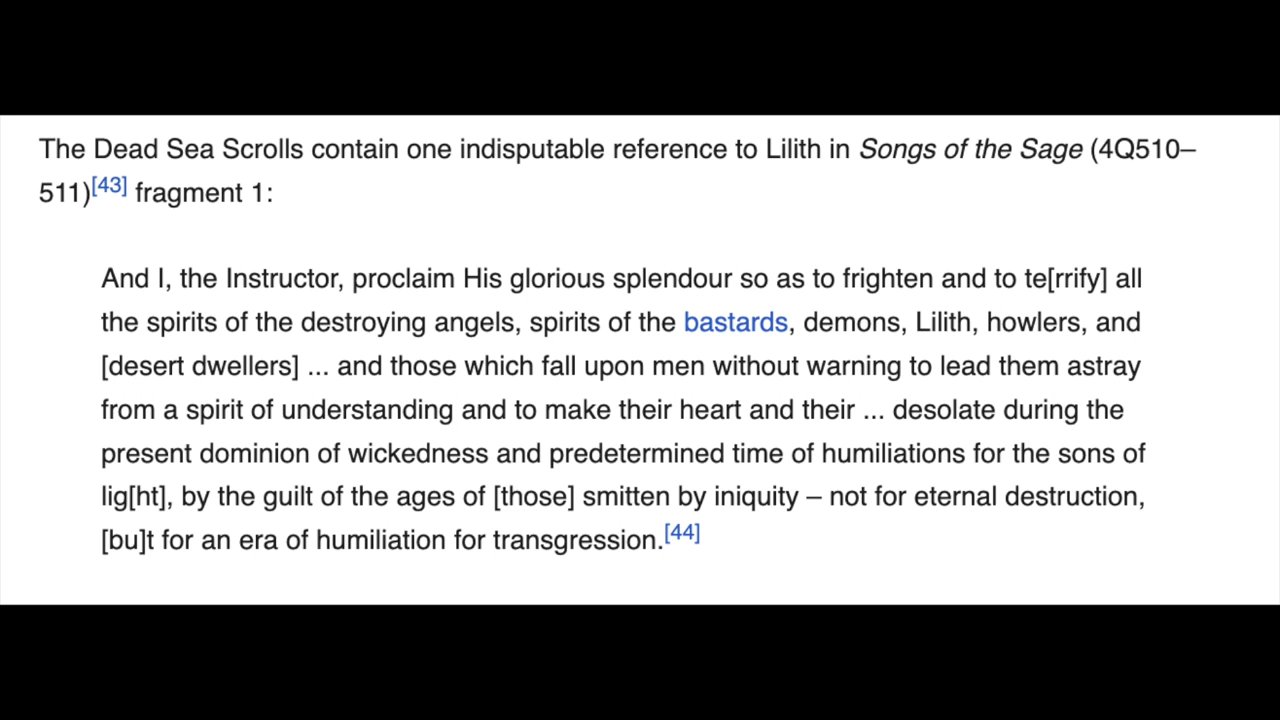 The Dead Sea Scrolls contain one indisputable reference to Lilith in Songs of the Sage (4Q510–
511)[43] fragment 1:
And I, the Instructor, proclaim His glorious splendour so as to frighten and to te[rrify] all
the spirits of the destroying angels, spirits of the bastards, demons, Lilith, howlers, and
[desert dwellers] ... and those which fall upon men without warning to lead them astray
from a spirit of understanding and to make their heart and their ... desolate during the
present dominion of wickedness and predetermined time of humiliations for the sons of
lig[ht], by the guilt of the ages of [those] smitten by iniquity – not for eternal destruction,
[bu]t for an era of humiliation for transgression.[44]